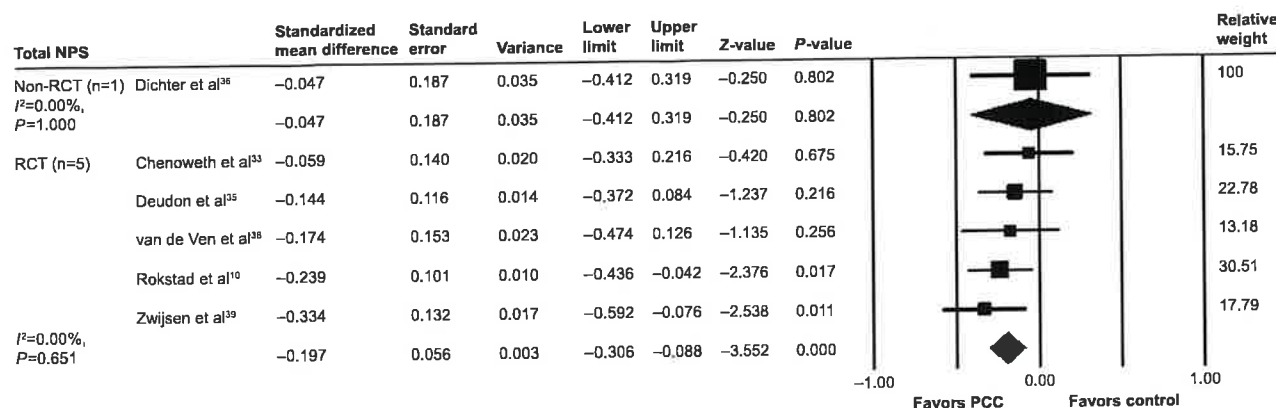 Total NPS Standardized mean difference Standard error Variance Lower limit Upper limit Z-value P-value Relative weight
Non-RCT (n=1) Dichter et al³⁶ –0.047 0.187 0.035 –0.412 0.319 –0.250 0.802 100
I²=0.00%,
P=1.000 –0.047 0.187 0.035 –0.412 0.319 –0.250 0.802
RCT (n=5) Chenoweth et al³³ –0.059 0.140 0.020 –0.333 0.216 –0.420 0.675 15.75
Deudon et al³⁵ –0.144 0.116 0.014 –0.372 0.084 –1.237 0.216 22.78
van de Ven et al³⁸ –0.174 0.153 0.023 –0.474 0.126 –1.135 0.256 13.18
Rokstad et al¹⁰ –0.239 0.101 0.010 –0.436 –0.042 –2.376 0.017 30.51
Zwijsen et al³⁹ –0.334 0.132 0.017 –0.592 –0.076 –2.538 0.011 17.79
I²=0.00%,
P=0.651 –0.197 0.056 0.003 –0.306 –0.088 –3.552 0.000
–1.00 0.00 1.00
Favors PCC Favors control